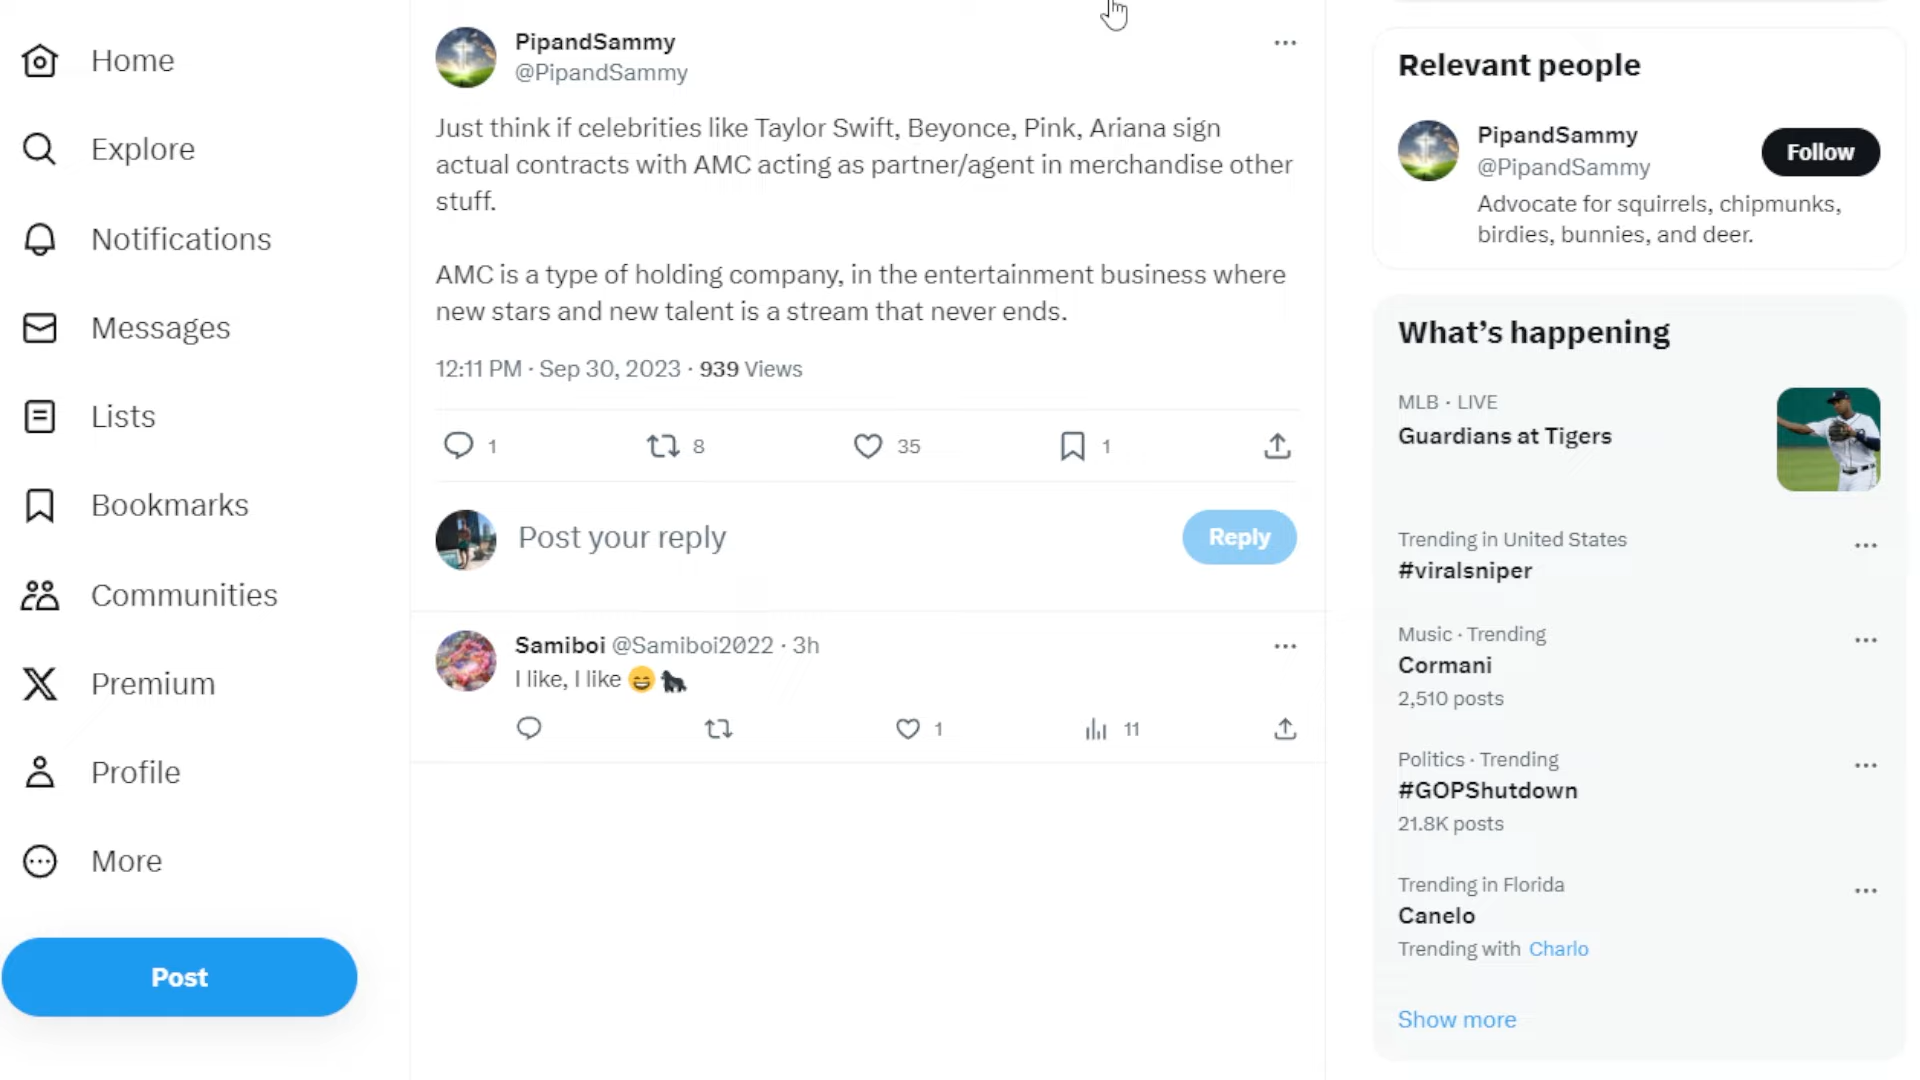 Home
Explore
Notifications
Messages
Lists
Bookmarks
Communities
Premium
Profile
More
Post
PipandSammy
@PipandSammy
Just think if celebrities like Taylor Swift, Beyonce, Pink, Ariana sign
actual contracts with AMC acting as partner/agent in merchandise other
stuff.
AMC is a type of holding company, in the entertainment business where
new stars and new talent is a stream that never ends.
12:11 PM · Sep 30, 2023 · 939 Views
1 8 35 1
Post your reply
Reply
Samiboi @Samiboi2022 · 3h
I like, I like 😄🦍
1 11
Relevant people
PipandSammy
@PipandSammy
Follow
Advocate for squirrels, chipmunks,
birdies, bunnies, and deer.
What's happening
MLB · LIVE
Guardians at Tigers
Trending in United States
#viralsniper
Music · Trending
Cormani
2,510 posts
Politics · Trending
#GOPShutdown
21.8K posts
Trending in Florida
Canelo
Trending with Charlo
Show more